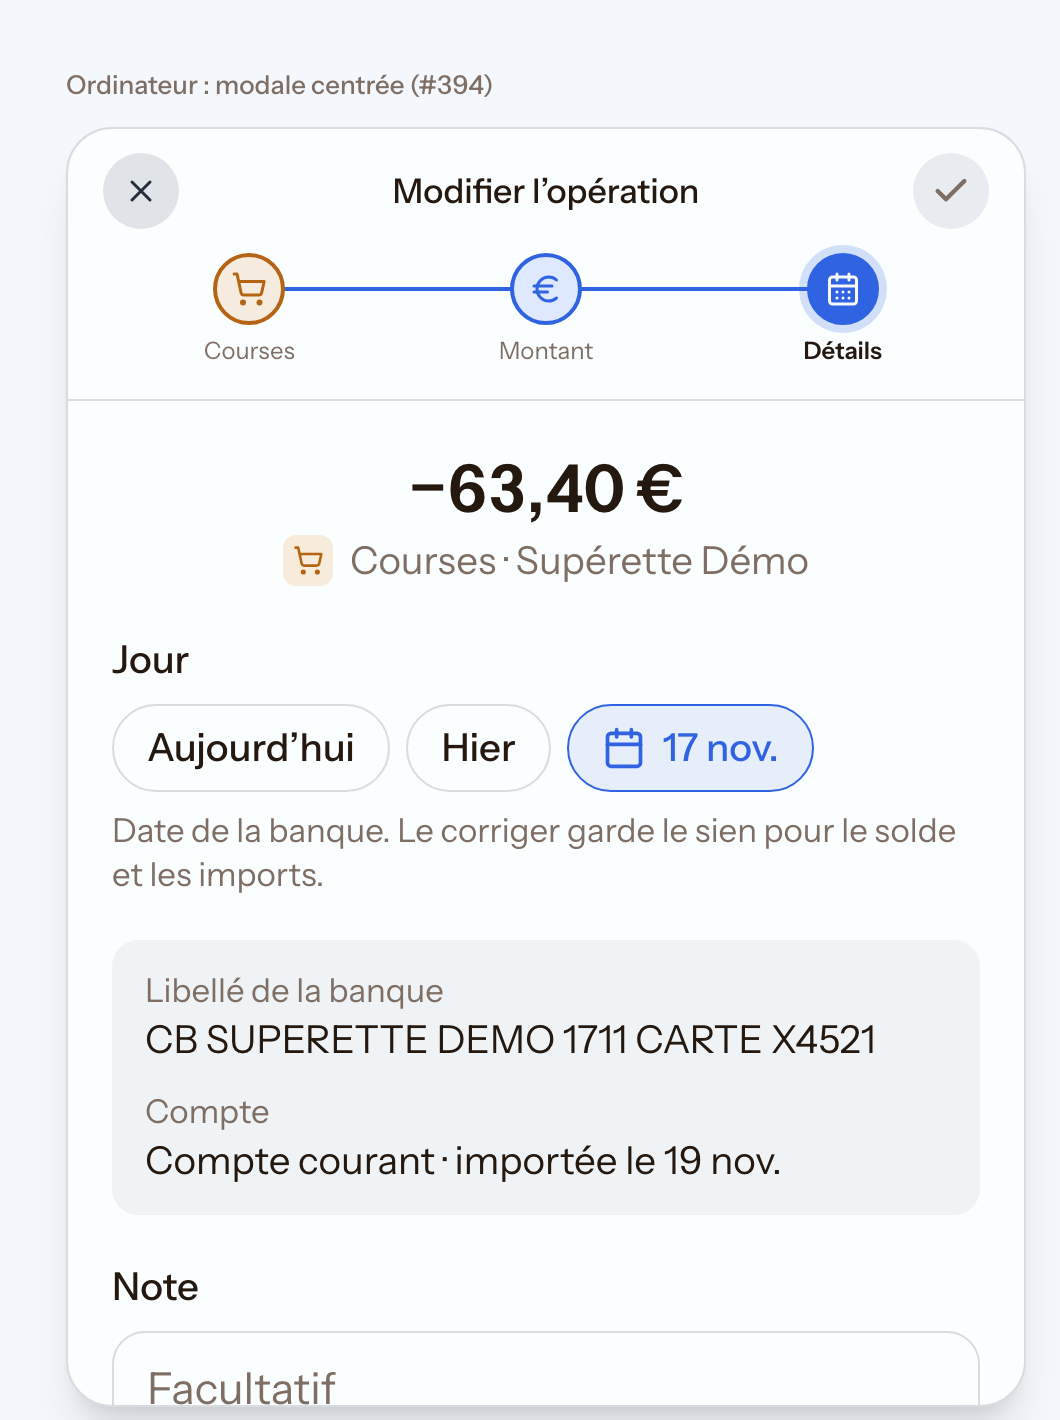 Ordinateur : modale centrée (#394)
Modifier l’opération
Courses
Montant
Détails
−63,40 €
Courses · Supérette Démo
Jour
Aujourd’hui
Hier
17 nov.
Date de la banque. Le corriger garde le sien pour le solde
et les imports.
Libellé de la banque
CB SUPERETTE DEMO 1711 CARTE X4521
Compte
Compte courant · importée le 19 nov.
Note
Facultatif